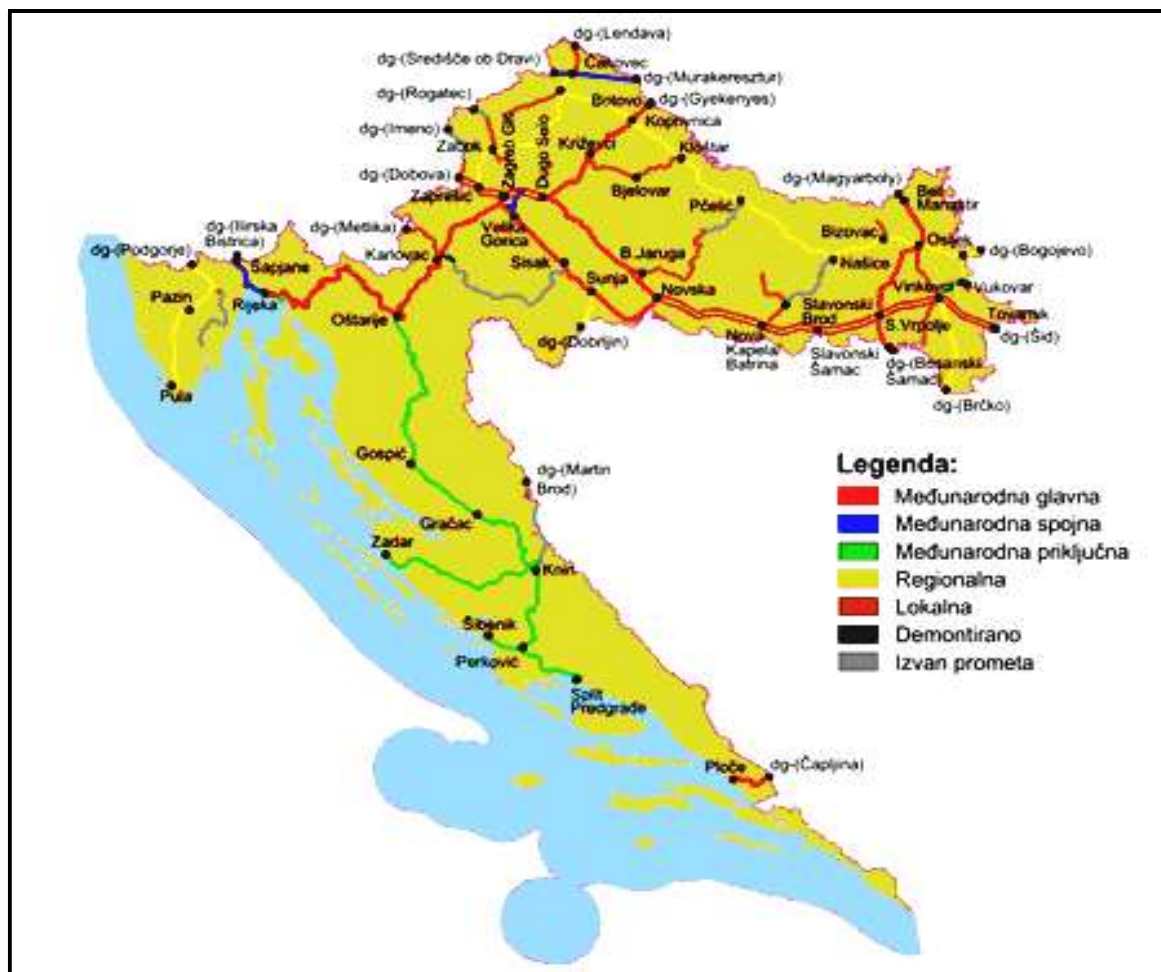 dg-(Lendava)
dg-(Središče ob Dravi)
Čakovec
dg-(Murakeresztur)
dg-(Rogatec)
Botovo
dg-(Gyekenyes)
Koprivnica
dg-(Imeno)
Zabok
Zagreb GK
Dugo Selo
Križevci
Kloštar
dg-(Dobova)
Zaprešić
Bjelovar
dg-(Magyarboly)
Beli
Manastir
Pčelić
dg-(Metlika)
Velika
Gorica
Bizovac
Osijek
dg-(Bogojevo)
dg-(Ilirska
Bistrica)
dg-(Podgorje)
Šapjane
Karlovac
Sisak
B.Jaruga
Našice
Sunja
Novska
Vinkovci
Vukovar
Pazin
Rijeka
Oštarije
Slavonski
Brod
Tovarnik
dg-(Šid)
S.Vrpolje
dg-(Dobrljin)
Nova
Kapela/
Batrina
Slavonski
Šamac
dg-(Bosanski
Šamac)
Pula
dg-(Brčko)
Gospić
dg-(Martin
Brod)
Gračac
Zadar
Knin
Šibenik
Perković
Split
Predgrađe
Ploče
dg-(Čapljina)
Legenda:
Međunarodna glavna
Međunarodna spojna
Međunarodna priključna
Regionalna
Lokalna
Demontirano
Izvan prometa